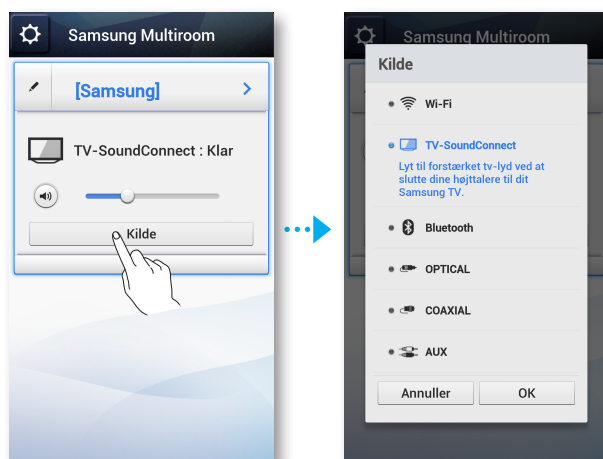 Samsung Multiroom
[Samsung]
TV-SoundConnect : Klar
Kilde
Samsung Multiroom
Kilde
Wi-Fi
TV-SoundConnect
Lyt til forstærket tv-lyd ved at
slutte dine højttalere til dit
Samsung TV.
Bluetooth
OPTICAL
COAXIAL
AUX
Annuller
OK